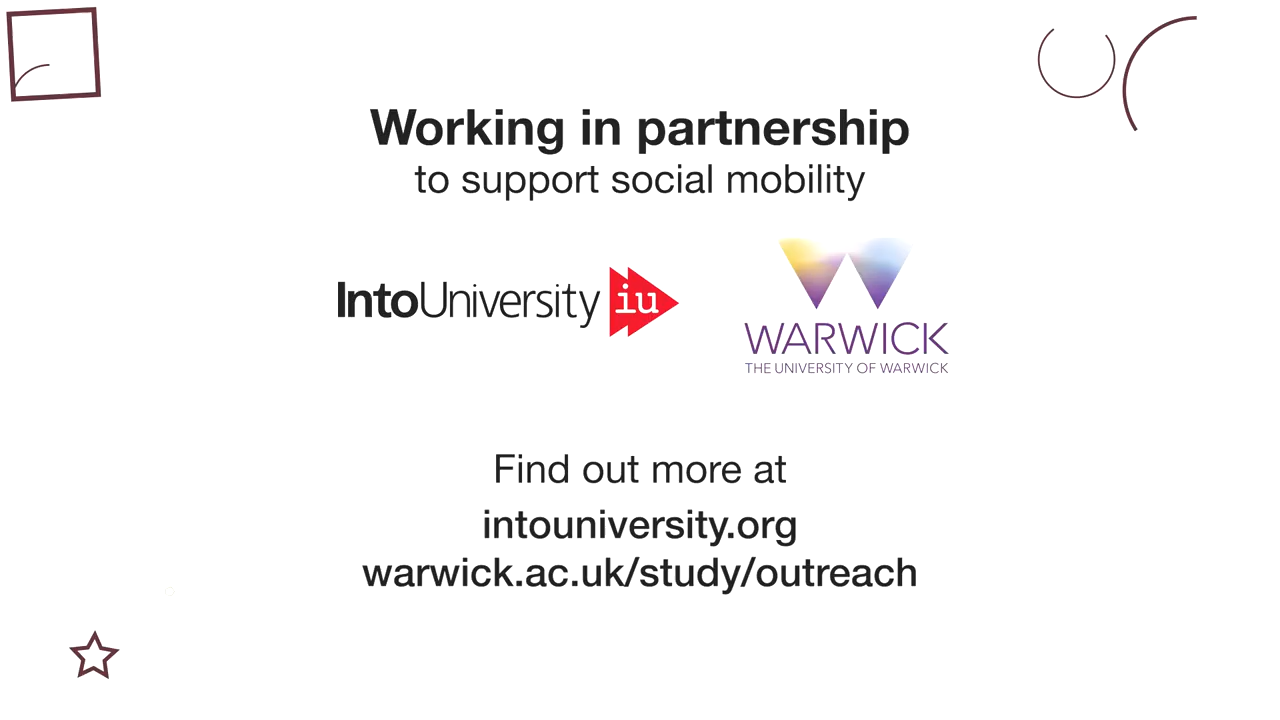 Working in partnership
to support social mobility
IntoUniversity iu
WARWICK
THE UNIVERSITY OF WARWICK
Find out more at
intouniversity.org
warwick.ac.uk/study/outreach